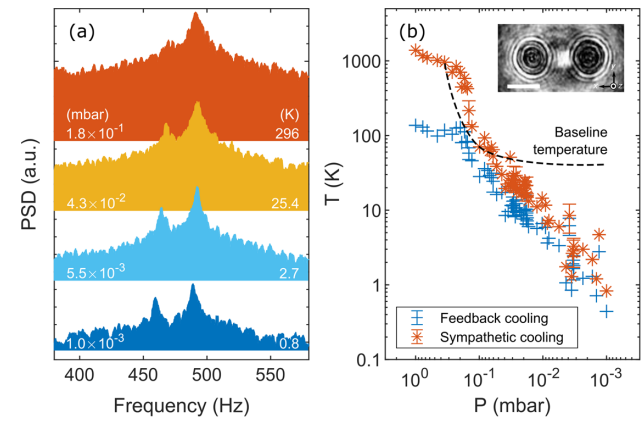 (a)
(mbar) (K)
1.8×10⁻¹ 296
4.3×10⁻² 25.4
5.5×10⁻³ 2.7
1.0×10⁻³ 0.8
PSD (a.u.)
400 450 500 550
Frequency (Hz)
(b)
1000
100
10
1
0.1
T (K)
Baseline
temperature
z
Feedback cooling
Sympathetic cooling
10⁰ 10⁻¹ 10⁻² 10⁻³
P (mbar)